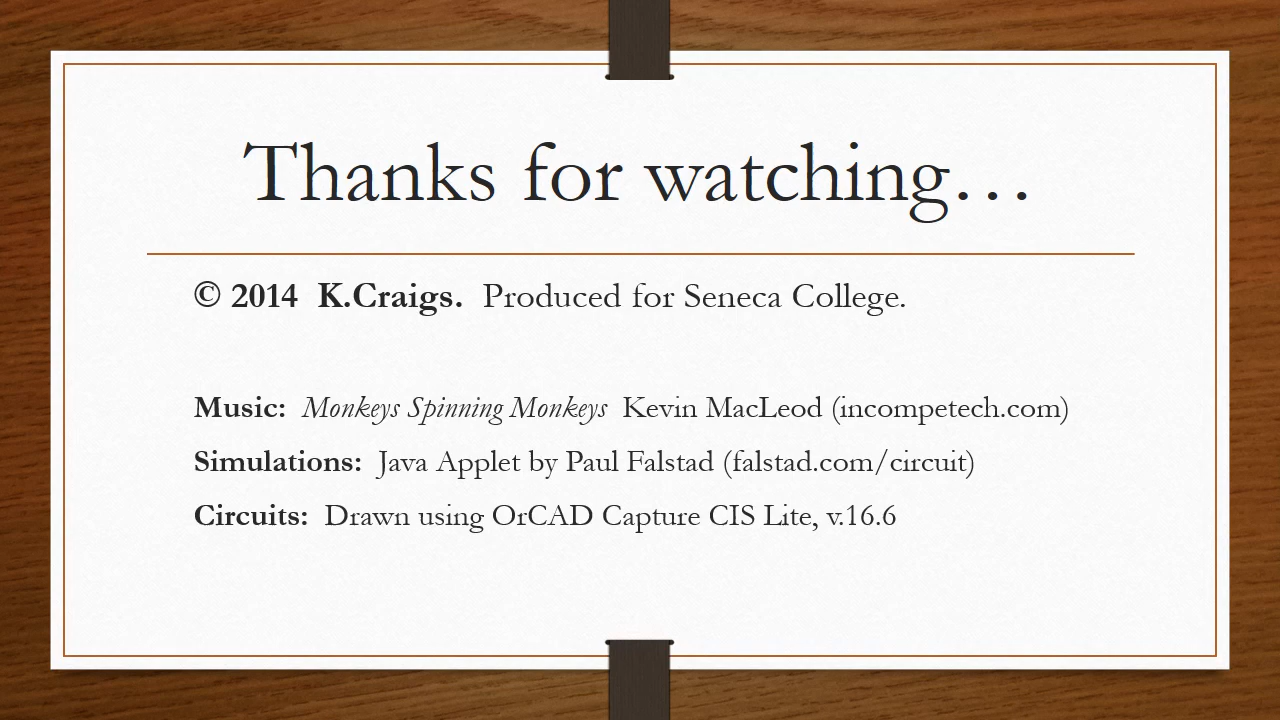 Thanks for watching…
© 2014 K.Craigs. Produced for Seneca College.
Music: Monkeys Spinning Monkeys Kevin MacLeod (incompetech.com)
Simulations: Java Applet by Paul Falstad (falstad.com/circuit)
Circuits: Drawn using OrCAD Capture CIS Lite, v.16.6